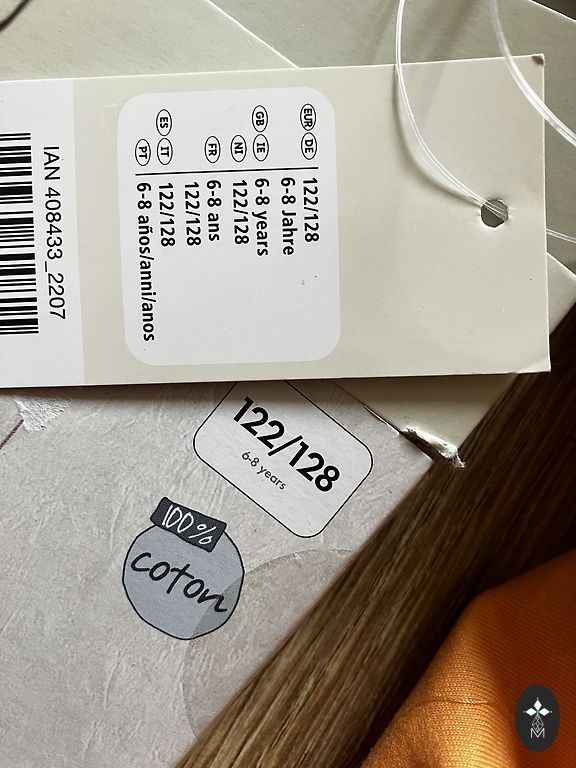 EUR DE 122/128
6-8 Jahre
GB IE 6-8 years
NI 122/128
FR 6-8 ans
122/128
ES IT 122/128
PT 6-8 años/anni/anos
IAN 408433_2207
122/128
6-8 years
100%
coton
M